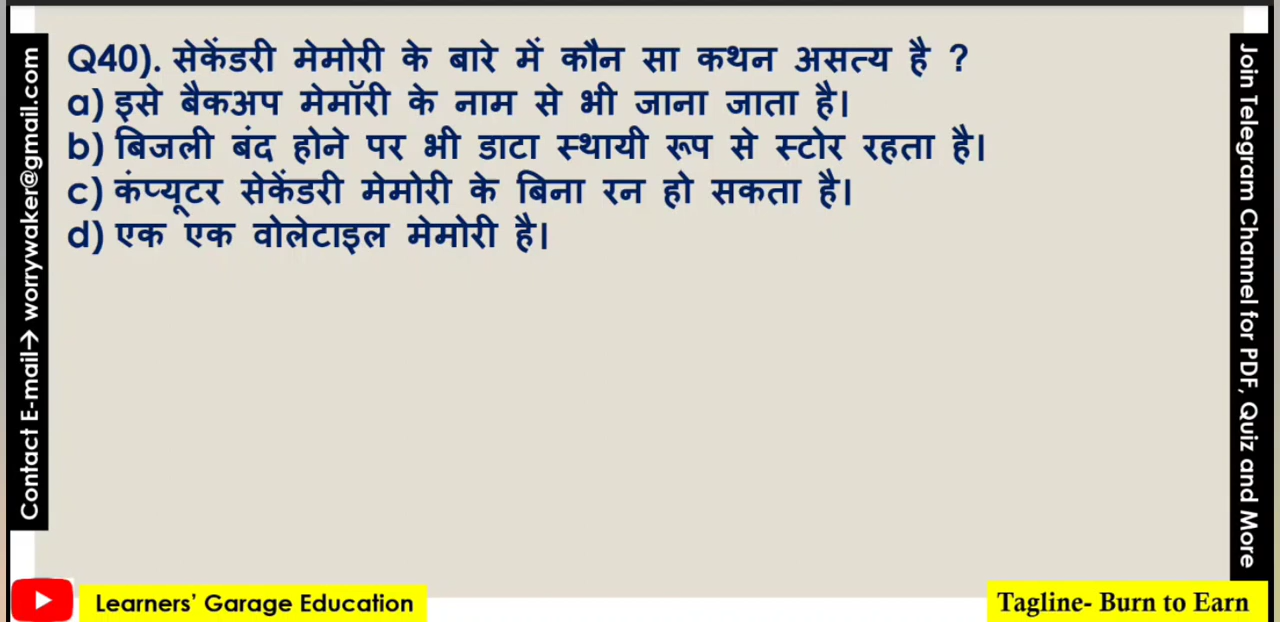 Q40). सेकेंडरी मेमोरी के बारे में कौन सा कथन असत्य है ?
a) इसे बैकअप मेमॉरी के नाम से भी जाना जाता है।
b) बिजली बंद होने पर भी डाटा स्थायी रूप से स्टोर रहता है।
c) कंप्यूटर सेकेंडरी मेमोरी के बिना रन हो सकता है।
d) एक एक वोलेटाइल मेमोरी है।
Contact E-mail→ worrywaker@gmail.com
Join Telegram Channel for PDF, Quiz and More
Learners’ Garage Education
Tagline- Burn to Earn